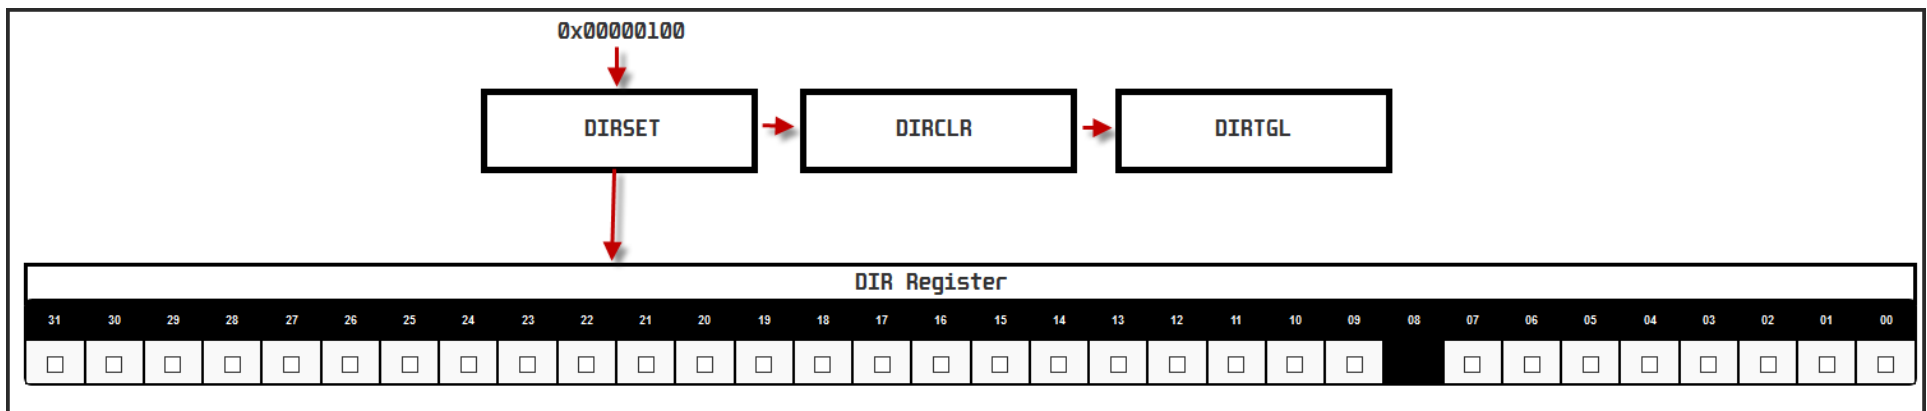 0x00000100
DIRSET DIRCLR DIRTGL
DIR Register
31 30 29 28 27 26 25 24 23 22 21 20 19 18 17 16 15 14 13 12 11 10 09 08 07 06 05 04 03 02 01 00